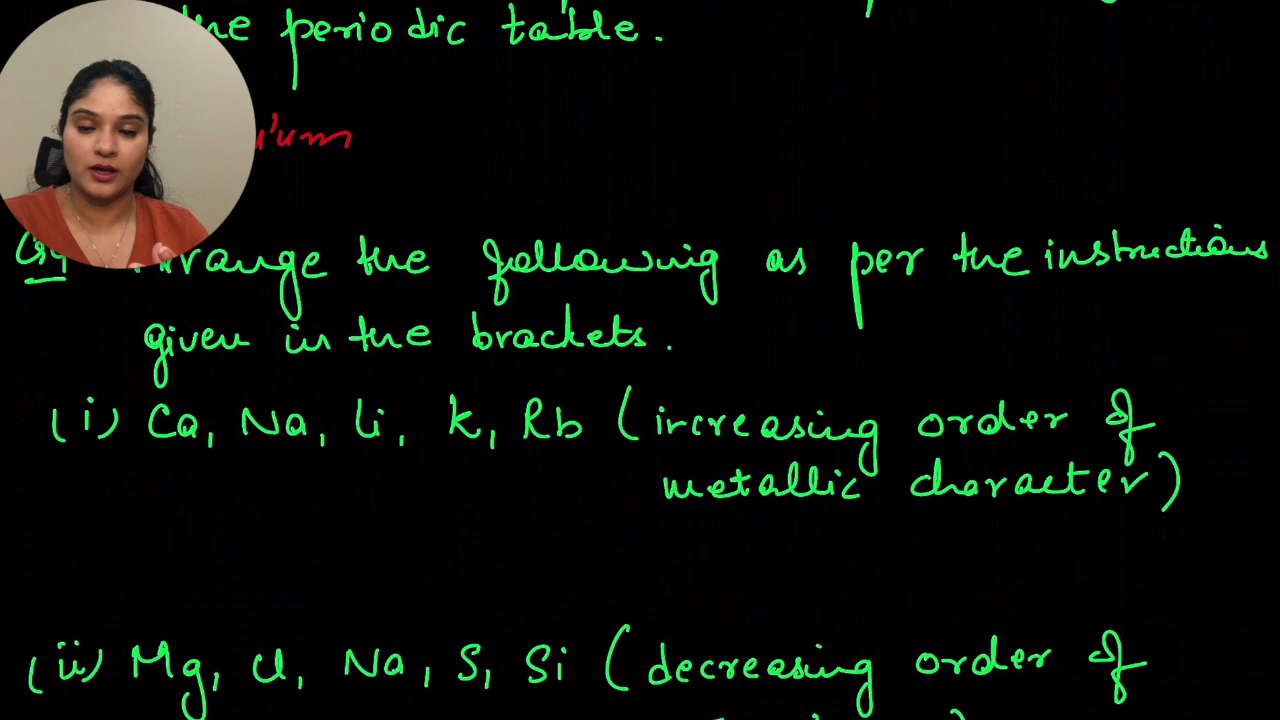 the periodic table.
Arrange the following as per the instructions
given in the brackets.
(i) Ca, Na, Li, K, Rb (increasing order of
metallic character)
(ii) Mg, Cl, Na, S, Si (decreasing order of